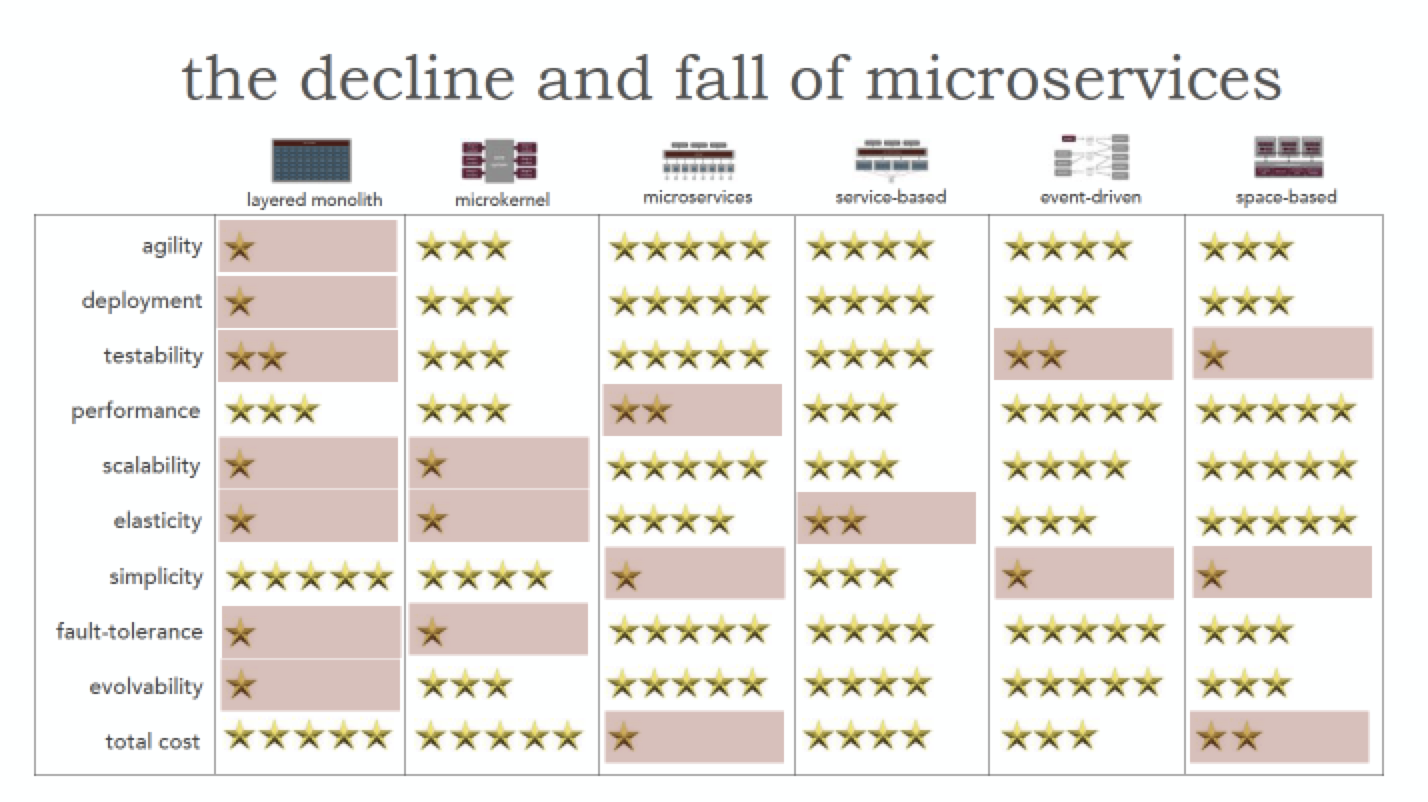 the decline and fall of microservices
layered monolith
microkernel
microservices
service-based
event-driven
space-based
agility
deployment
testability
performance
scalability
elasticity
simplicity
fault-tolerance
evolvability
total cost